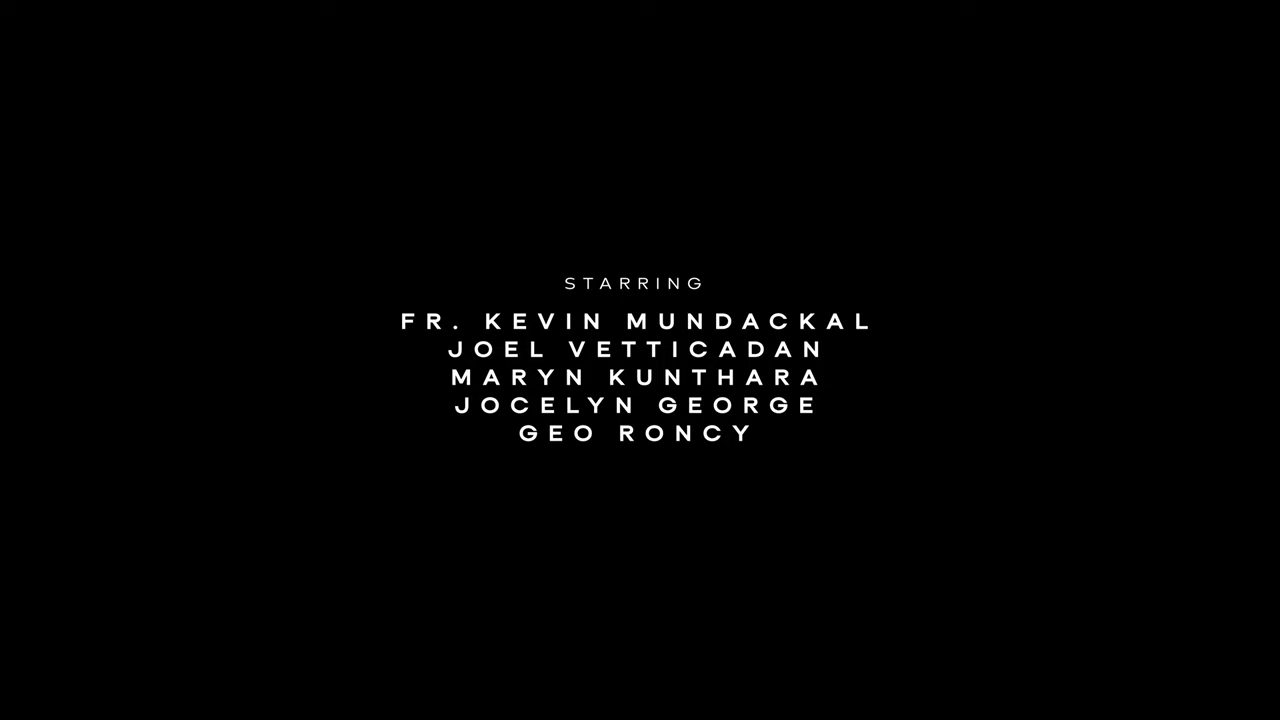 STARRING
FR. KEVIN MUNDACKAL
JOEL VETTICADAN
MARYN KUNTHARA
JOCELYN GEORGE
GEO RONCY